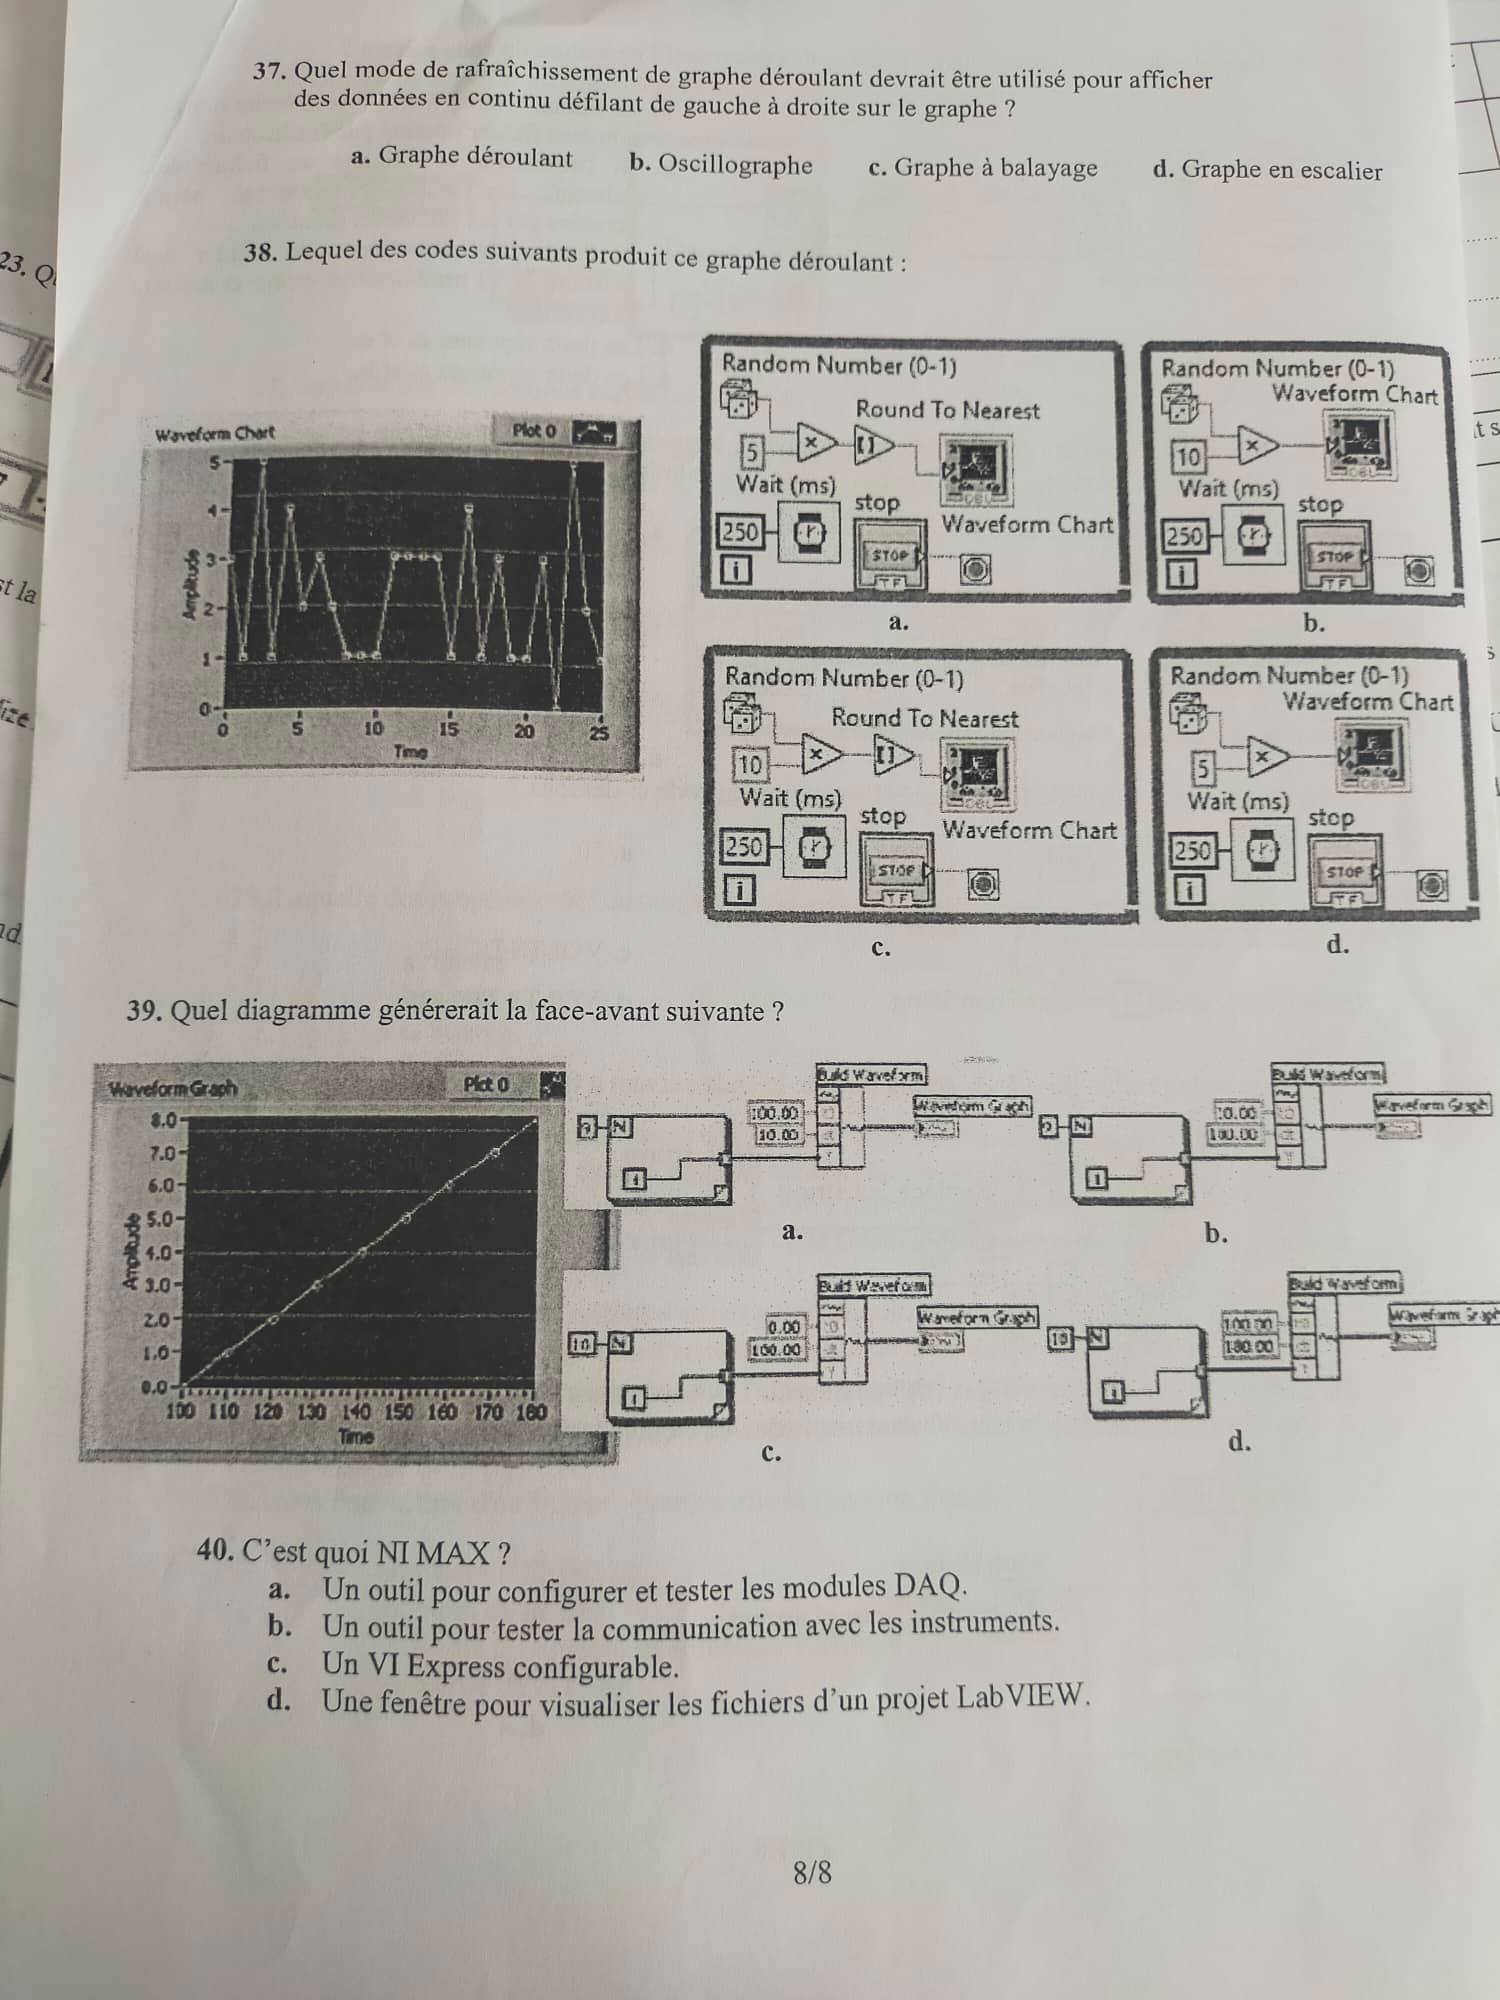 37. Quel mode de rafraîchissement de graphe déroulant devrait être utilisé pour afficher
des données en continu défilant de gauche à droite sur le graphe ?
a. Graphe déroulant b. Oscillographe c. Graphe à balayage d. Graphe en escalier
23. Q
38. Lequel des codes suivants produit ce graphe déroulant :
Waveform Chart
Plot 0
5
4
3
2
1
0
Amplitude
0 5 10 15 20 25
Time
Random Number (0-1)
Round To Nearest
5
Wait (ms)
stop
Waveform Chart
250
STOP
TF
i
a.
Random Number (0-1)
Waveform Chart
10
Wait (ms)
stop
250
STOP
TF
i
b.
Random Number (0-1)
Round To Nearest
10
Wait (ms)
stop
Waveform Chart
250
STOP
TF
i
c.
Random Number (0-1)
Waveform Chart
5
Wait (ms)
stop
250
STOP
TF
i
d.
st la
39. Quel diagramme générerait la face-avant suivante ?
Waveform Graph
Plot 0
8.0
7.0
6.0
5.0
4.0
3.0
2.0
1.0
0.0
Amplitude
100 110 120 130 140 150 160 170 180
Time
Build Waveform
Waveform Graph
N
100.00
10.00
i
a.
Build Waveform
Waveform Graph
N
10.00
100.00
i
b.
Build Waveform
Waveform Graph
10
N
0.00
100.00
i
c.
Build Waveform
Waveform Graph
10
N
100.00
180.00
i
d.
40. C'est quoi NI MAX ?
a. Un outil pour configurer et tester les modules DAQ.
b. Un outil pour tester la communication avec les instruments.
c. Un VI Express configurable.
d. Une fenêtre pour visualiser les fichiers d'un projet LabVIEW.
8/8